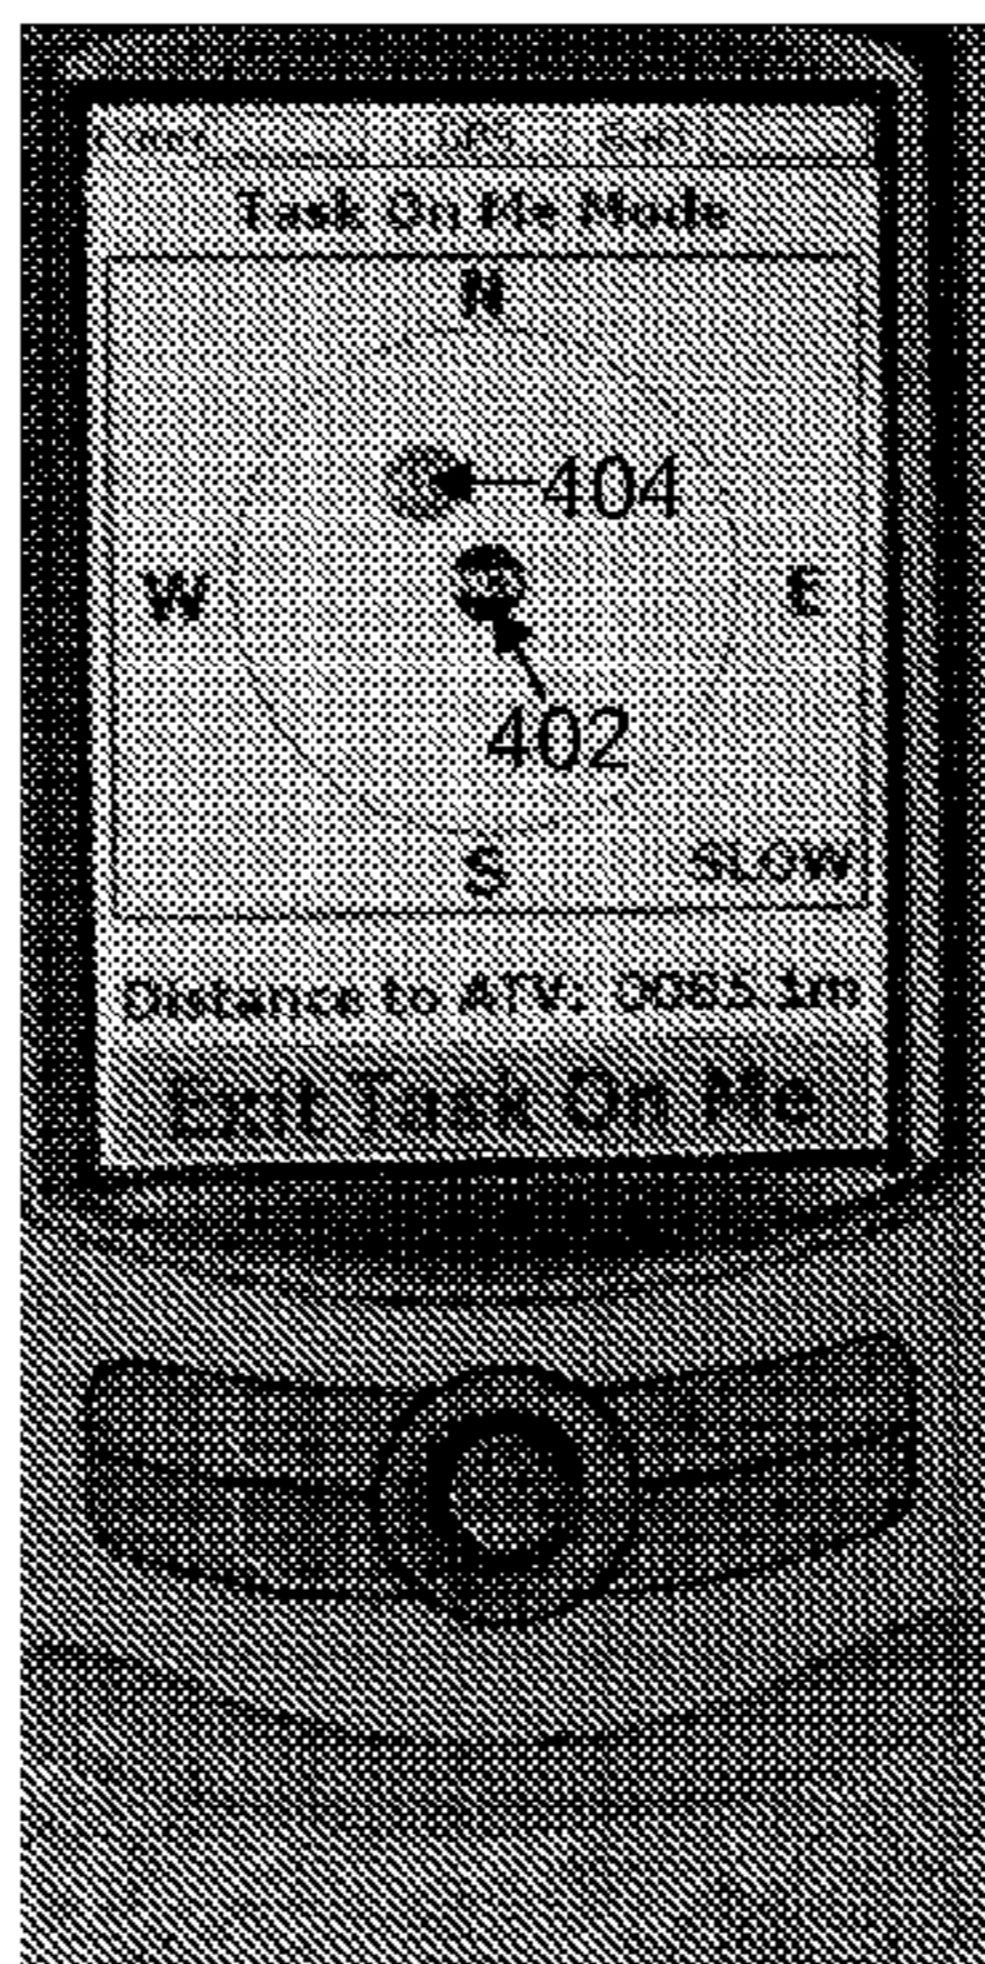 GPS
Task On Me Mode
N
404
W
E
402
S
SLOW
Distance to ATV:
Exit Task On Me